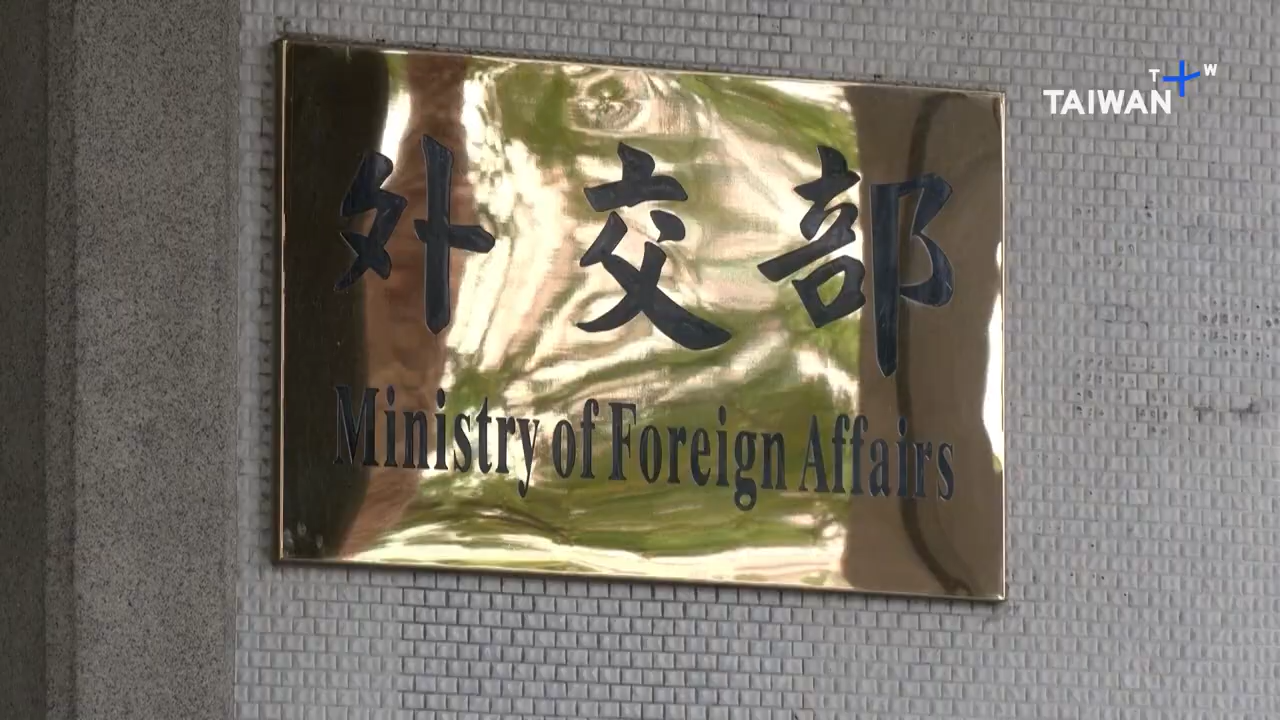 外交部
Ministry of Foreign Affairs
T+W
TAIWAN